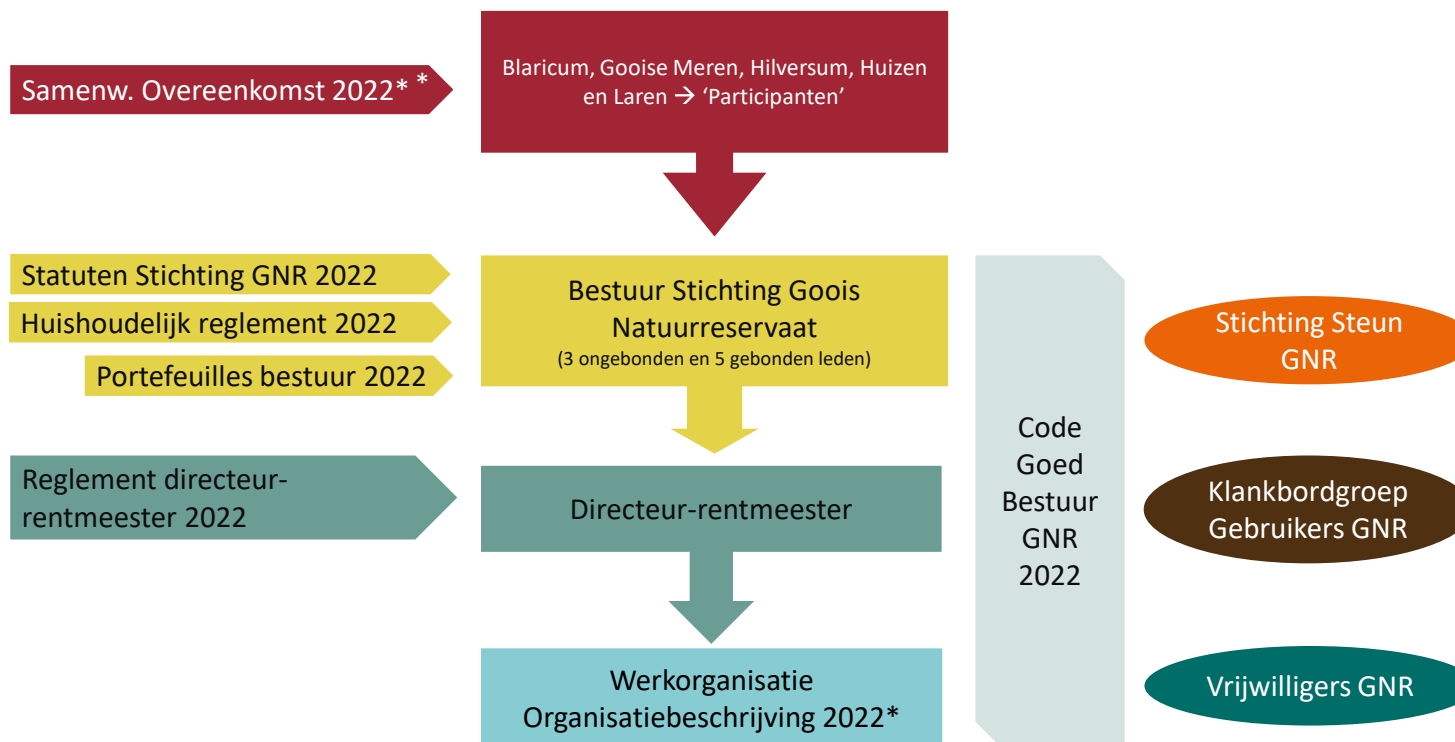 Samenw. Overeenkomst 2022* *
Blaricum, Gooise Meren, Hilversum, Huizen
en Laren → ‘Participanten’
Statuten Stichting GNR 2022
Huishoudelijk reglement 2022
Portefeuilles bestuur 2022
Bestuur Stichting Goois
Natuurreservaat
(3 ongebonden en 5 gebonden leden)
Reglement directeur-
rentmeester 2022
Directeur-rentmeester
Werkorganisatie
Organisatiebeschrijving 2022*
Code
Goed
Bestuur
GNR
2022
Stichting Steun
GNR
Klankbordgroep
Gebruikers GNR
Vrijwilligers GNR